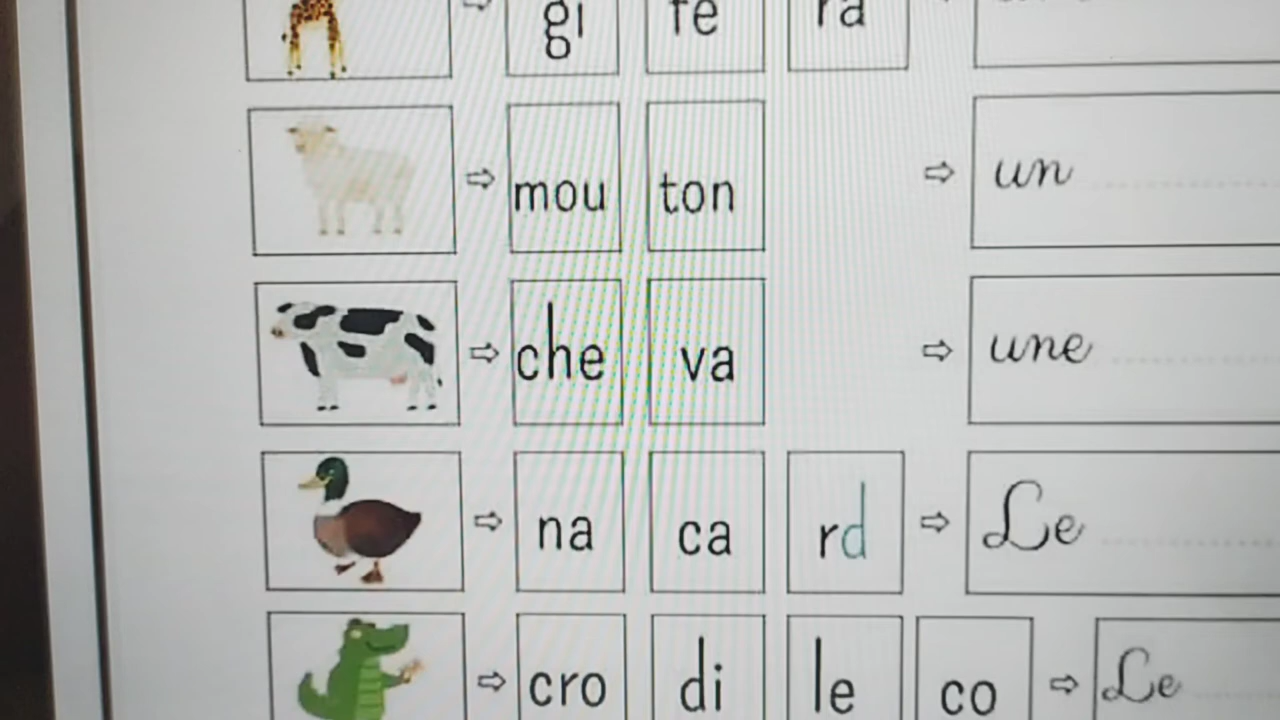 gi fe ra
mou ton un
che va une
na ca rd Le
cro di le co Le